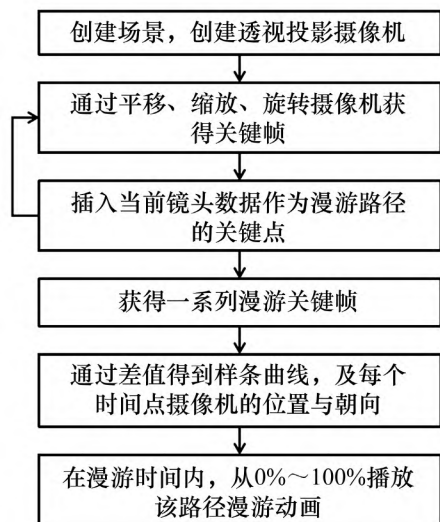 创建场景，创建透视投影摄像机
通过平移、缩放、旋转摄像机获
得关键帧
插入当前镜头数据作为漫游路径
的关键点
获得一系列漫游关键帧
通过差值得到样条曲线，及每个
时间点摄像机的位置与朝向
在漫游时间内，从0%～100%播放
该路径漫游动画